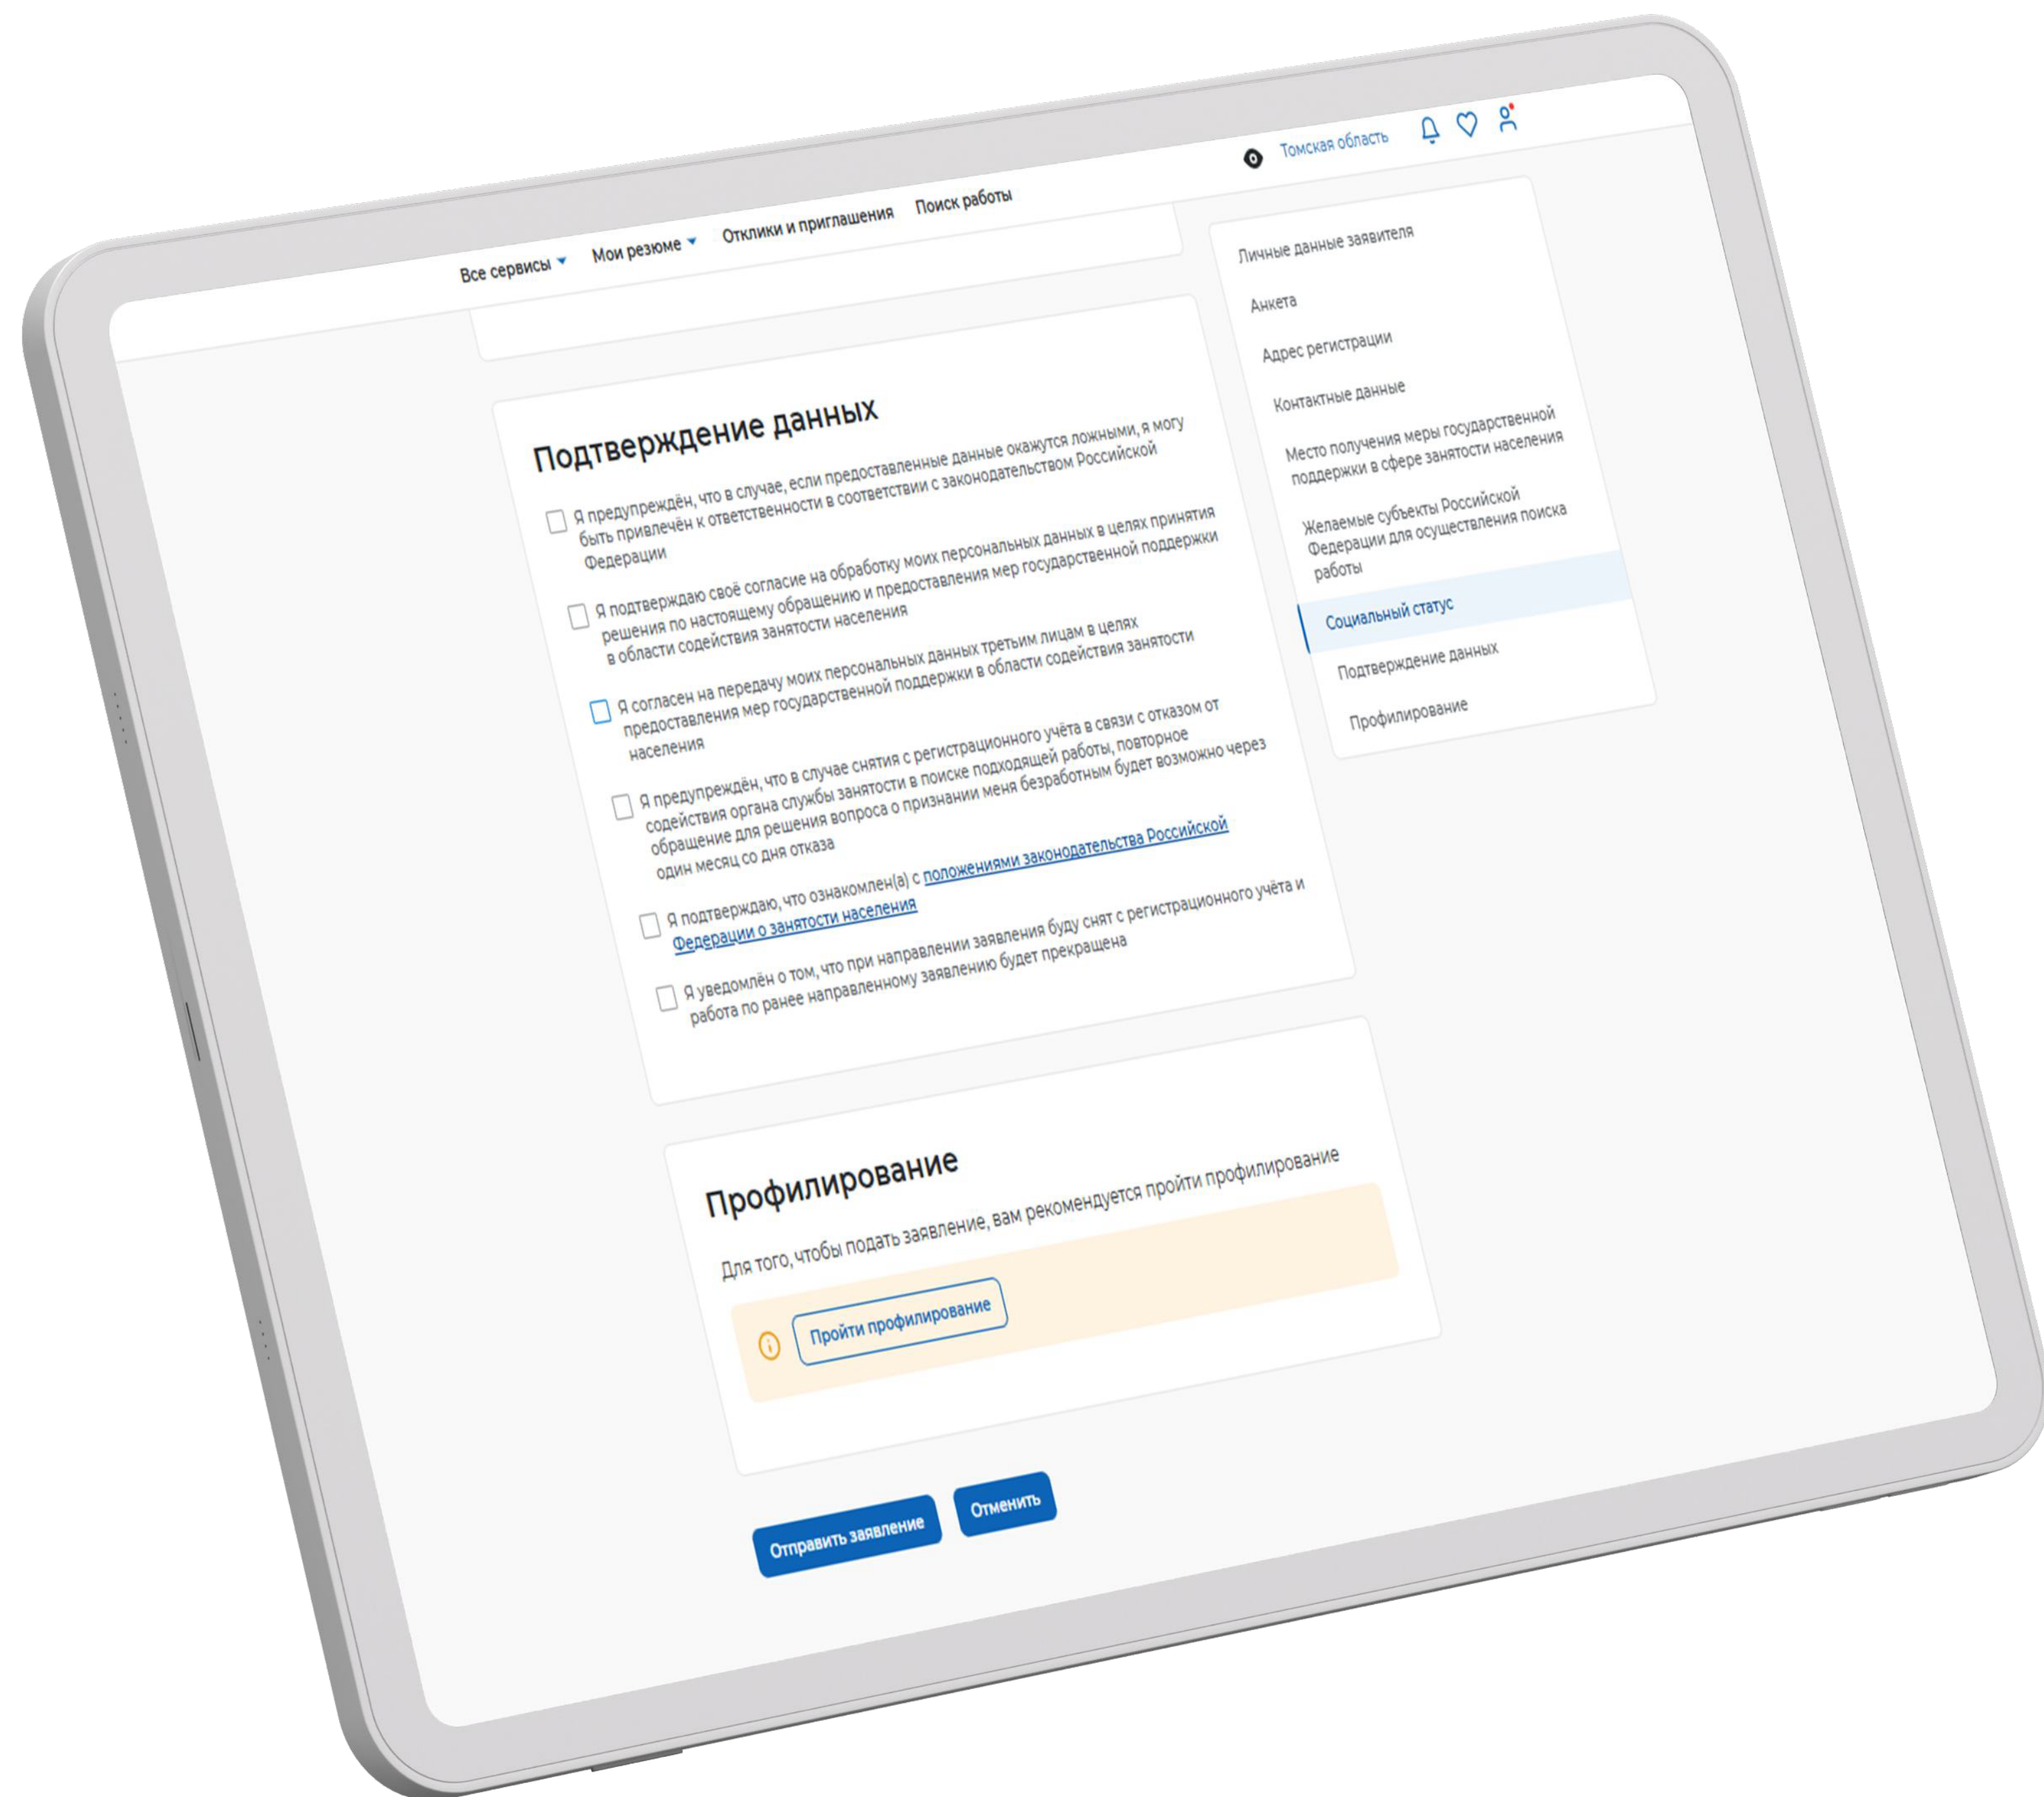 Все сервисы Мои резюме Отклики и приглашения Поиск работы Томская область
Подтверждение данных
Я предупреждён, что в случае, если предоставленные данные окажутся ложными, я могу
быть привлечён к ответственности в соответствии с законодательством Российской
Федерации
Я подтверждаю своё согласие на обработку моих персональных данных в целях принятия
решения по настоящему обращению и предоставления мер государственной поддержки
в области содействия занятости населения
Я согласен на передачу моих персональных данных третьим лицам в целях
предоставления мер государственной поддержки в области содействия занятости
населения
Я предупреждён, что в случае снятия с регистрационного учёта в связи с отказом от
содействия органа службы занятости в поиске подходящей работы, повторное
обращение для решения вопроса о признании меня безработным будет возможно через
один месяц со дня отказа
Я подтверждаю, что ознакомлен(а) с положениями законодательства Российской
Федерации о занятости населения
Я уведомлён о том, что при направлении заявления буду снят с регистрационного учёта и
работа по ранее направленному заявлению будет прекращена
Профилирование
Для того, чтобы подать заявление, вам рекомендуется пройти профилирование
Пройти профилирование
Отправить заявление Отменить
Личные данные заявителя
Анкета
Адрес регистрации
Контактные данные
Место получения меры государственной
поддержки в сфере занятости населения
Желаемые субъекты Российской
Федерации для осуществления поиска
работы
Социальный статус
Подтверждение данных
Профилирование